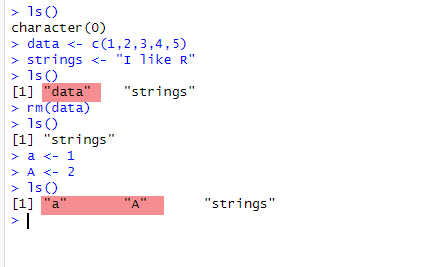 > ls()
character(0)
> data <- c(1,2,3,4,5)
> strings <- "I like R"
> ls()
[1] "data"    "strings"
> rm(data)
> ls()
[1] "strings"
> a <- 1
> A <- 2
> ls()
[1] "a"       "A"       "strings"
>